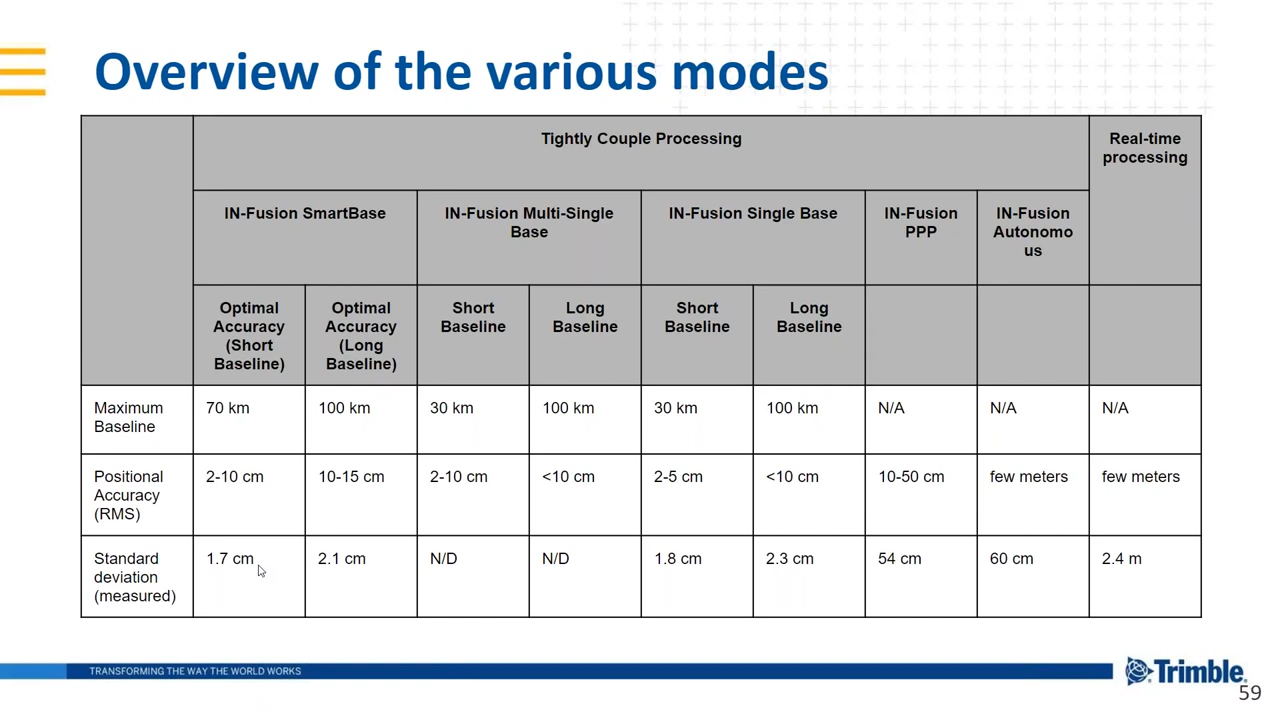 Overview of the various modes
Tightly Couple Processing
Real-time
processing
IN-Fusion SmartBase
IN-Fusion Multi-Single
Base
IN-Fusion Single Base
IN-Fusion
PPP
IN-Fusion
Autonomo
us
Optimal
Accuracy
(Short
Baseline)
Optimal
Accuracy
(Long
Baseline)
Short
Baseline
Long
Baseline
Short
Baseline
Long
Baseline
Maximum
Baseline
70 km
100 km
30 km
100 km
30 km
100 km
N/A
N/A
N/A
Positional
Accuracy
(RMS)
2-10 cm
10-15 cm
2-10 cm
<10 cm
2-5 cm
<10 cm
10-50 cm
few meters
few meters
Standard
deviation
(measured)
1.7 cm
2.1 cm
N/D
N/D
1.8 cm
2.3 cm
54 cm
60 cm
2.4 m
TRANSFORMING THE WAY THE WORLD WORKS
Trimble.
59